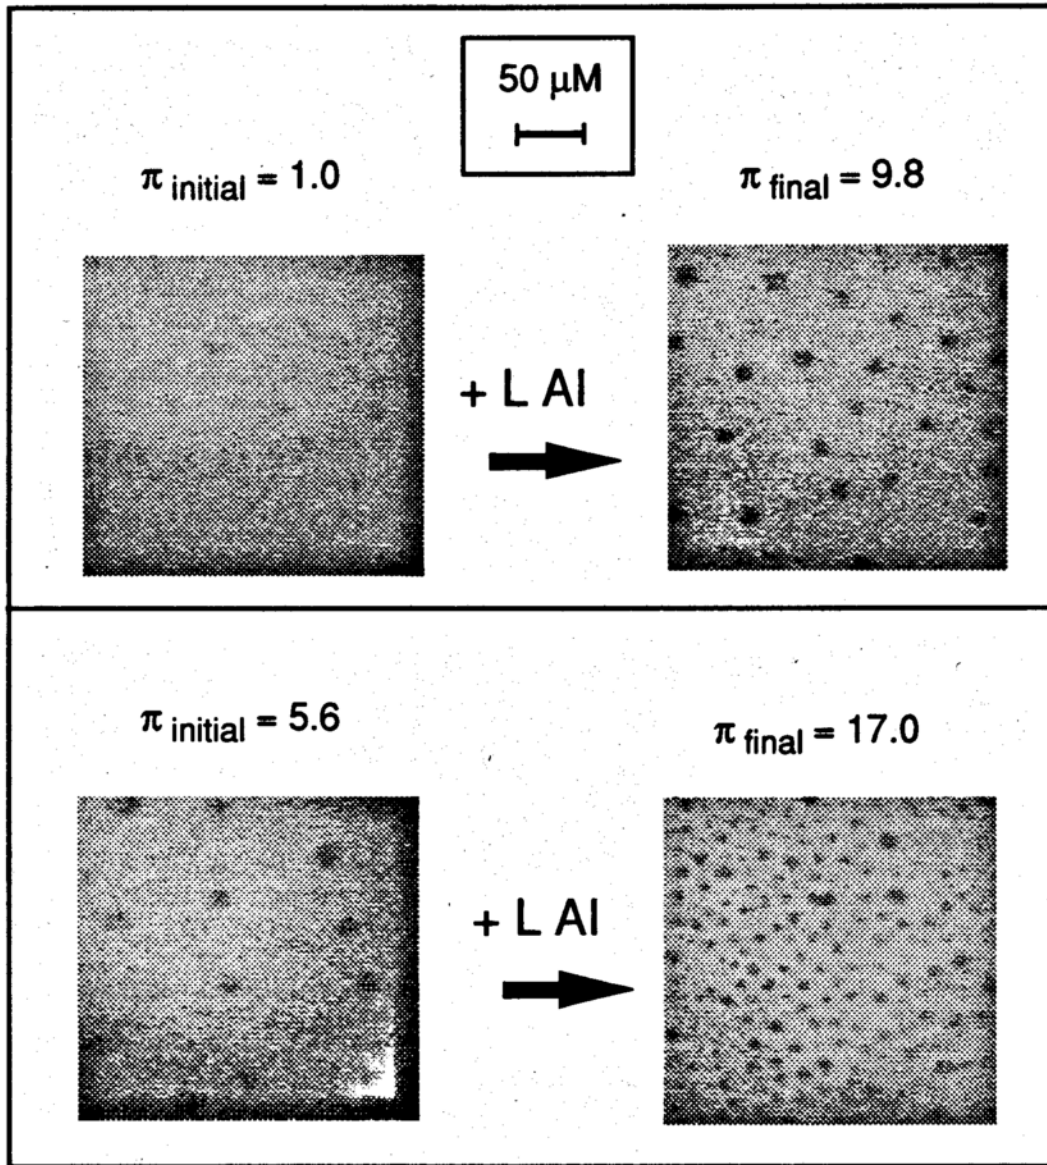 50 μM
π initial = 1.0
π final = 9.8
+ L Al
π initial = 5.6
π final = 17.0
+ L Al